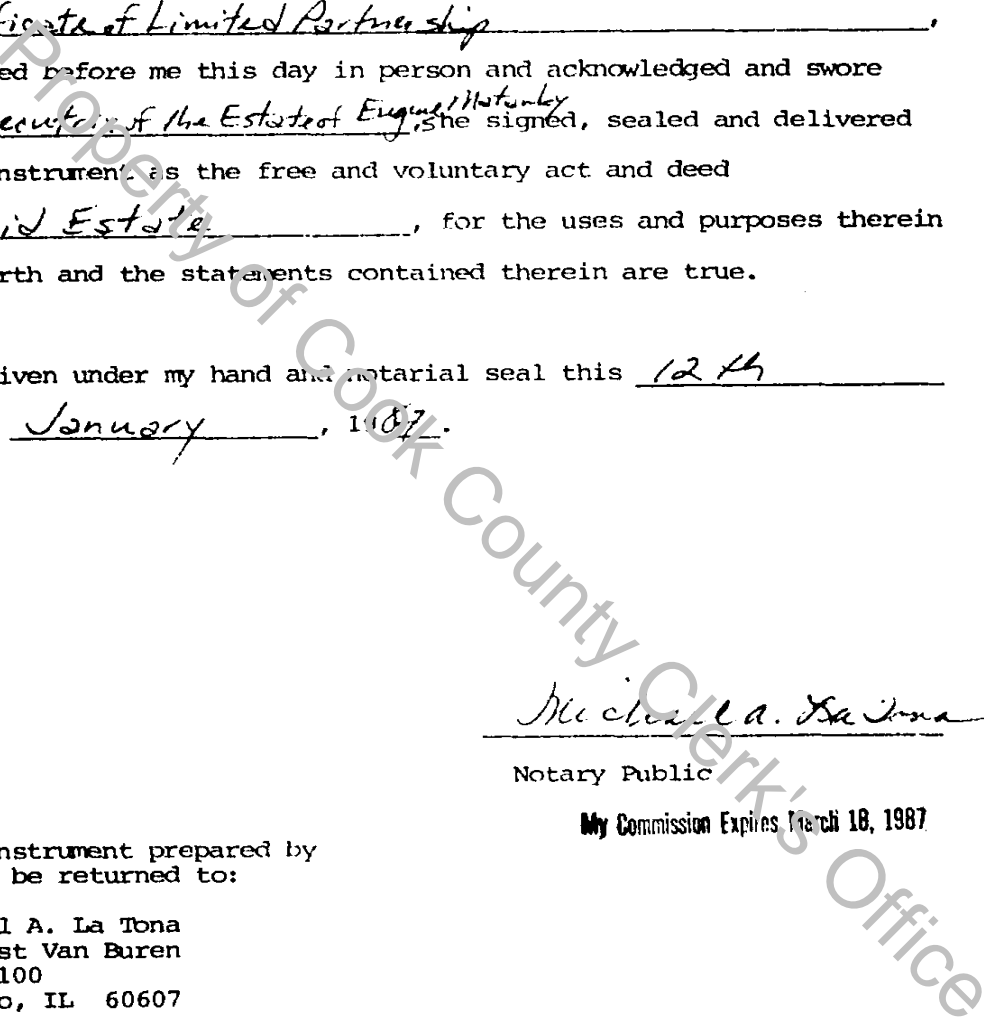 ficate of Limited Partnership,
ed before me this day in person and acknowledged and swore
ecutrix of the Estate of Eugene Matanky, she signed, sealed and delivered
nstrument as the free and voluntary act and deed
id Estate, for the uses and purposes therein
rth and the statements contained therein are true.
iven under my hand and notarial seal this 12th
January, 1987.
Michael A. La Tona
Notary Public
My Commission Expires March 18, 1987
nstrument prepared by
be returned to:
l A. La Tona
st Van Buren
100
o, IL 60607
Property of Cook County Clerk's Office